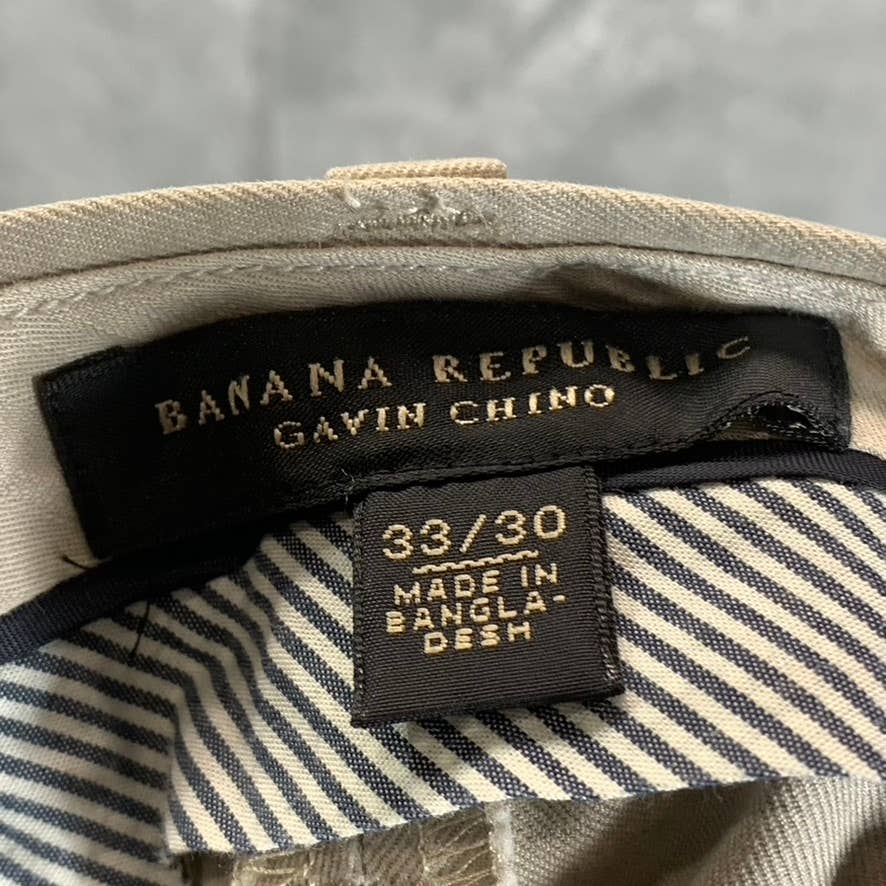 BANANA REPUBLIC
GAVIN CHINO
33/30
MADE IN
BANGLA-
DESH